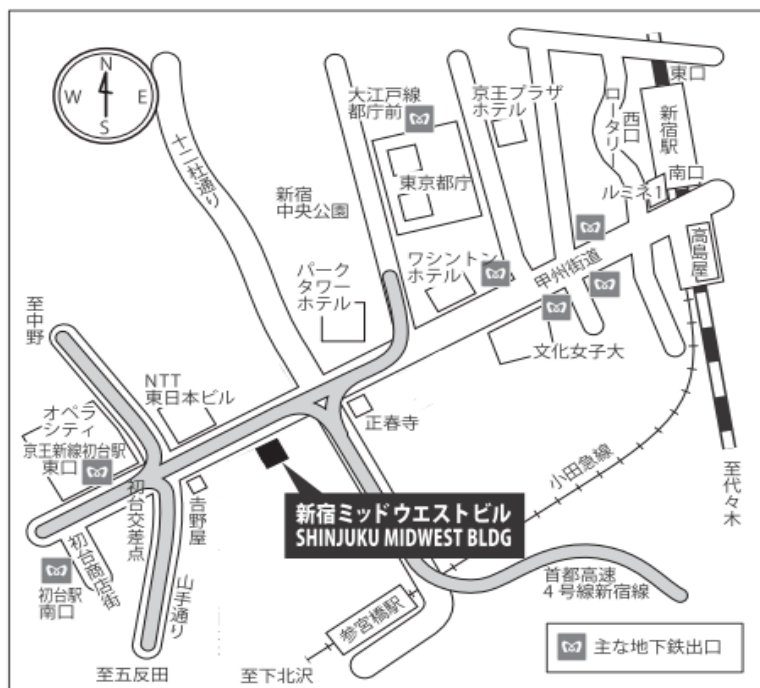 N
W E
S
十二社通り
大江戸線
都庁前
京王プラザ
ホテル
ロータリー
西口
東口
新宿駅
南口
ルミネ1
高島屋
東京都庁
新宿
中央公園
ワシントン
ホテル
甲州街道
パーク
タワー
ホテル
文化女子大
至中野
NTT
東日本ビル
オペラ
シティ
京王新線初台駅
東口
正春寺
小田急線
至代々木
初台交差点
吉野屋
新宿ミッドウエストビル
SHINJUKU MIDWEST BLDG
初台商店街
初台駅
南口
山手通り
首都高速
4号線新宿線
参宮橋駅
至五反田
至下北沢
主な地下鉄出口